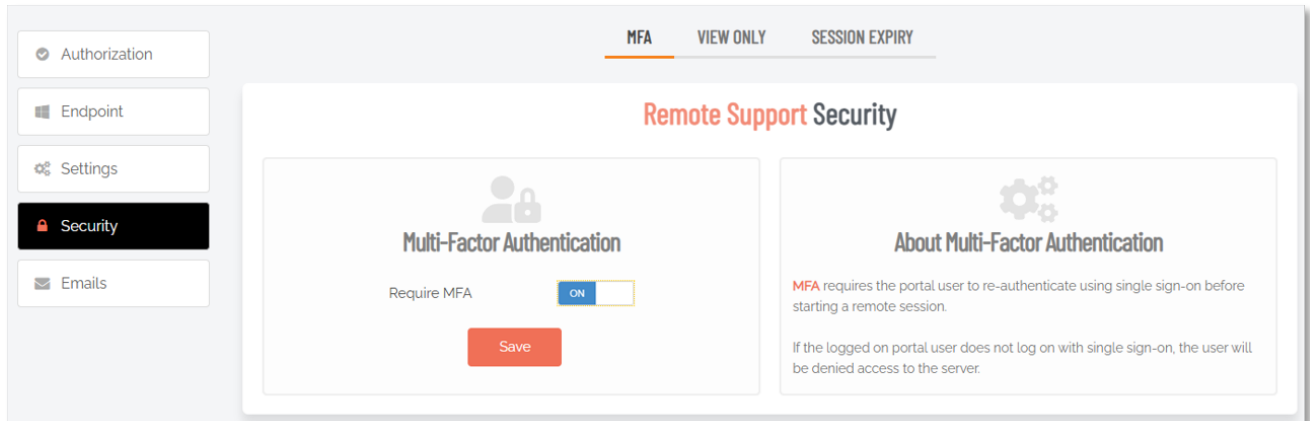 Authorization
Endpoint
Settings
Security
Emails
MFA VIEW ONLY SESSION EXPIRY
Remote Support Security
Multi-Factor Authentication
Require MFA ON
Save
About Multi-Factor Authentication
MFA requires the portal user to re-authenticate using single sign-on before
starting a remote session.
If the logged on portal user does not log on with single sign-on, the user will
be denied access to the server.